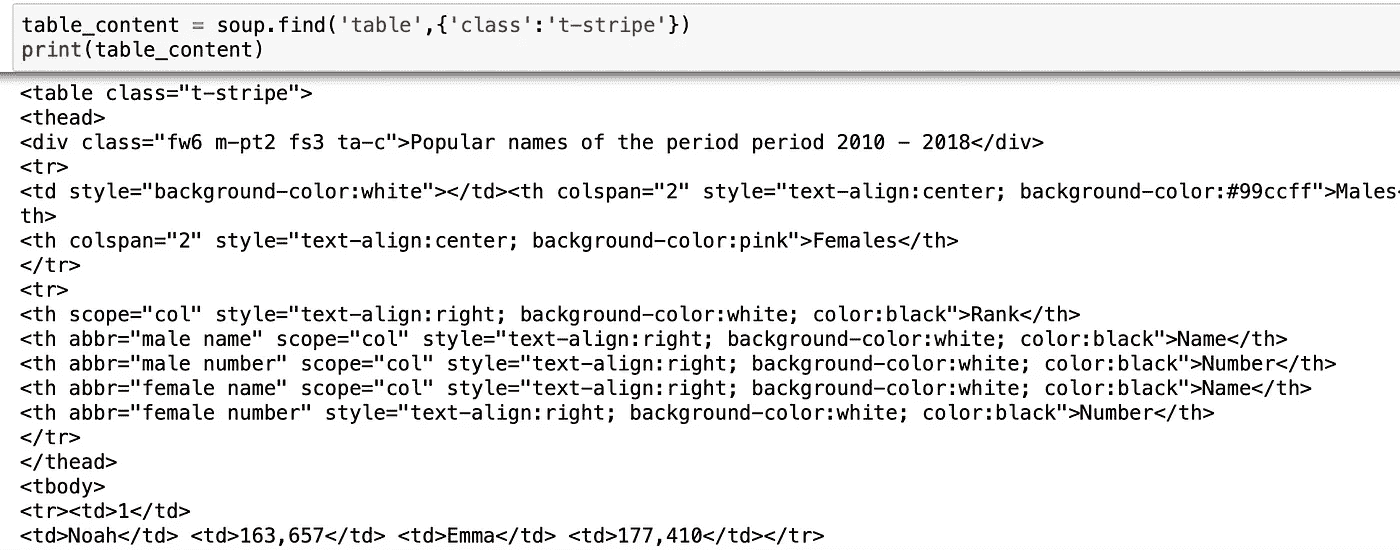 table_content = soup.find('table',{'class':'t-stripe'})
print(table_content)
<table class="t-stripe">
<thead>
<div class="fw6 m-pt2 fs3 ta-c">Popular names of the period period 2010 – 2018</div>
<tr>
<td style="background-color:white"></td><th colspan="2" style="text-align:center; background-color:#99ccff">Males<
th>
<th colspan="2" style="text-align:center; background-color:pink">Females</th>
</tr>
<tr>
<th scope="col" style="text-align:right; background-color:white; color:black">Rank</th>
<th abbr="male name" scope="col" style="text-align:right; background-color:white; color:black">Name</th>
<th abbr="male number" scope="col" style="text-align:right; background-color:white; color:black">Number</th>
<th abbr="female name" scope="col" style="text-align:right; background-color:white; color:black">Name</th>
<th abbr="female number" style="text-align:right; background-color:white; color:black">Number</th>
</tr>
</thead>
<tbody>
<tr><td>1</td>
<td>Noah</td> <td>163,657</td> <td>Emma</td> <td>177,410</td></tr>